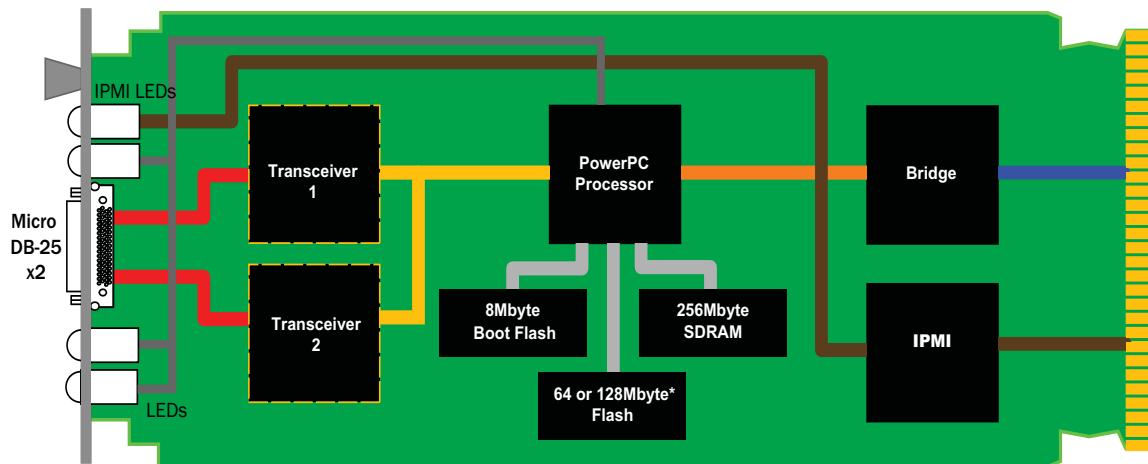 IPMI LEDs
Micro
DB-25
x2
Transceiver
1
Transceiver
2
PowerPC
Processor
Bridge
8Mbyte
Boot Flash
256Mbyte
SDRAM
64 or 128Mbyte*
Flash
IPMI
LEDs